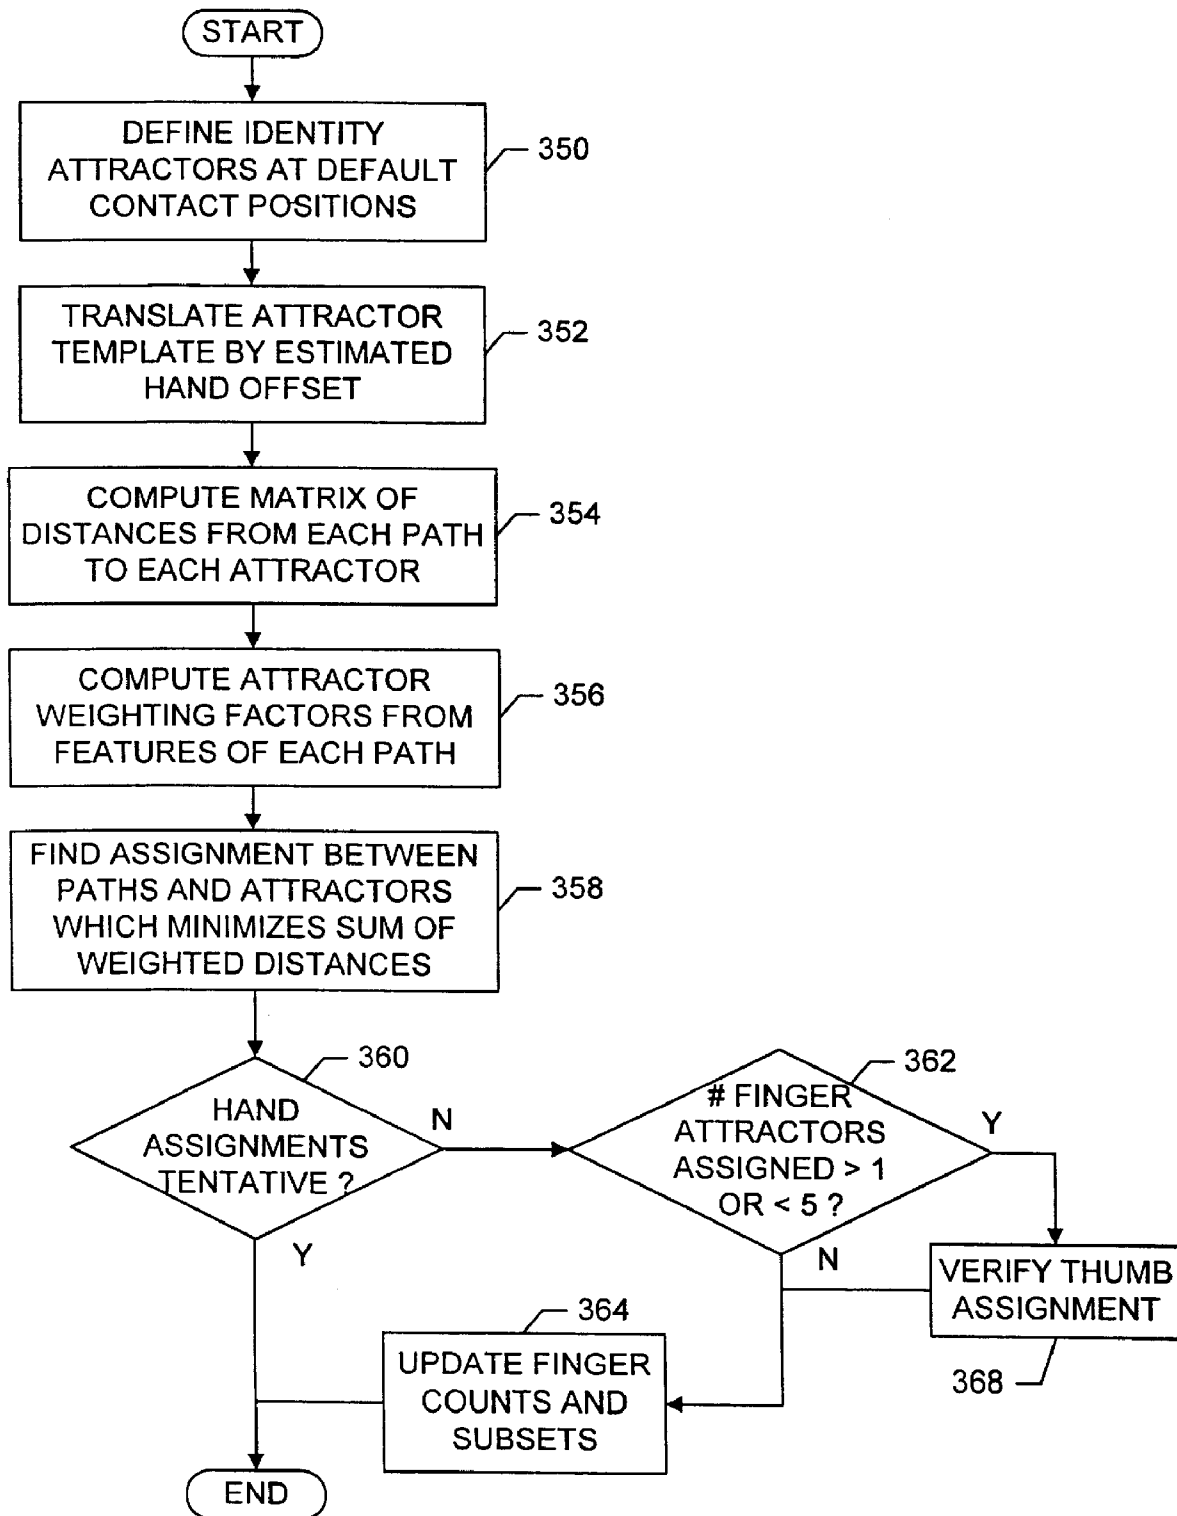 START
DEFINE IDENTITY
ATTRACTORS AT DEFAULT
CONTACT POSITIONS
350
TRANSLATE ATTRACTOR
TEMPLATE BY ESTIMATED
HAND OFFSET
352
COMPUTE MATRIX OF
DISTANCES FROM EACH PATH
TO EACH ATTRACTOR
354
COMPUTE ATTRACTOR
WEIGHTING FACTORS FROM
FEATURES OF EACH PATH
356
FIND ASSIGNMENT BETWEEN
PATHS AND ATTRACTORS
WHICH MINIMIZES SUM OF
WEIGHTED DISTANCES
358
360
HAND
ASSIGNMENTS
TENTATIVE ?
N
Y
362
# FINGER
ATTRACTORS
ASSIGNED > 1
OR < 5 ?
Y
N
VERIFY THUMB
ASSIGNMENT
368
364
UPDATE FINGER
COUNTS AND
SUBSETS
END